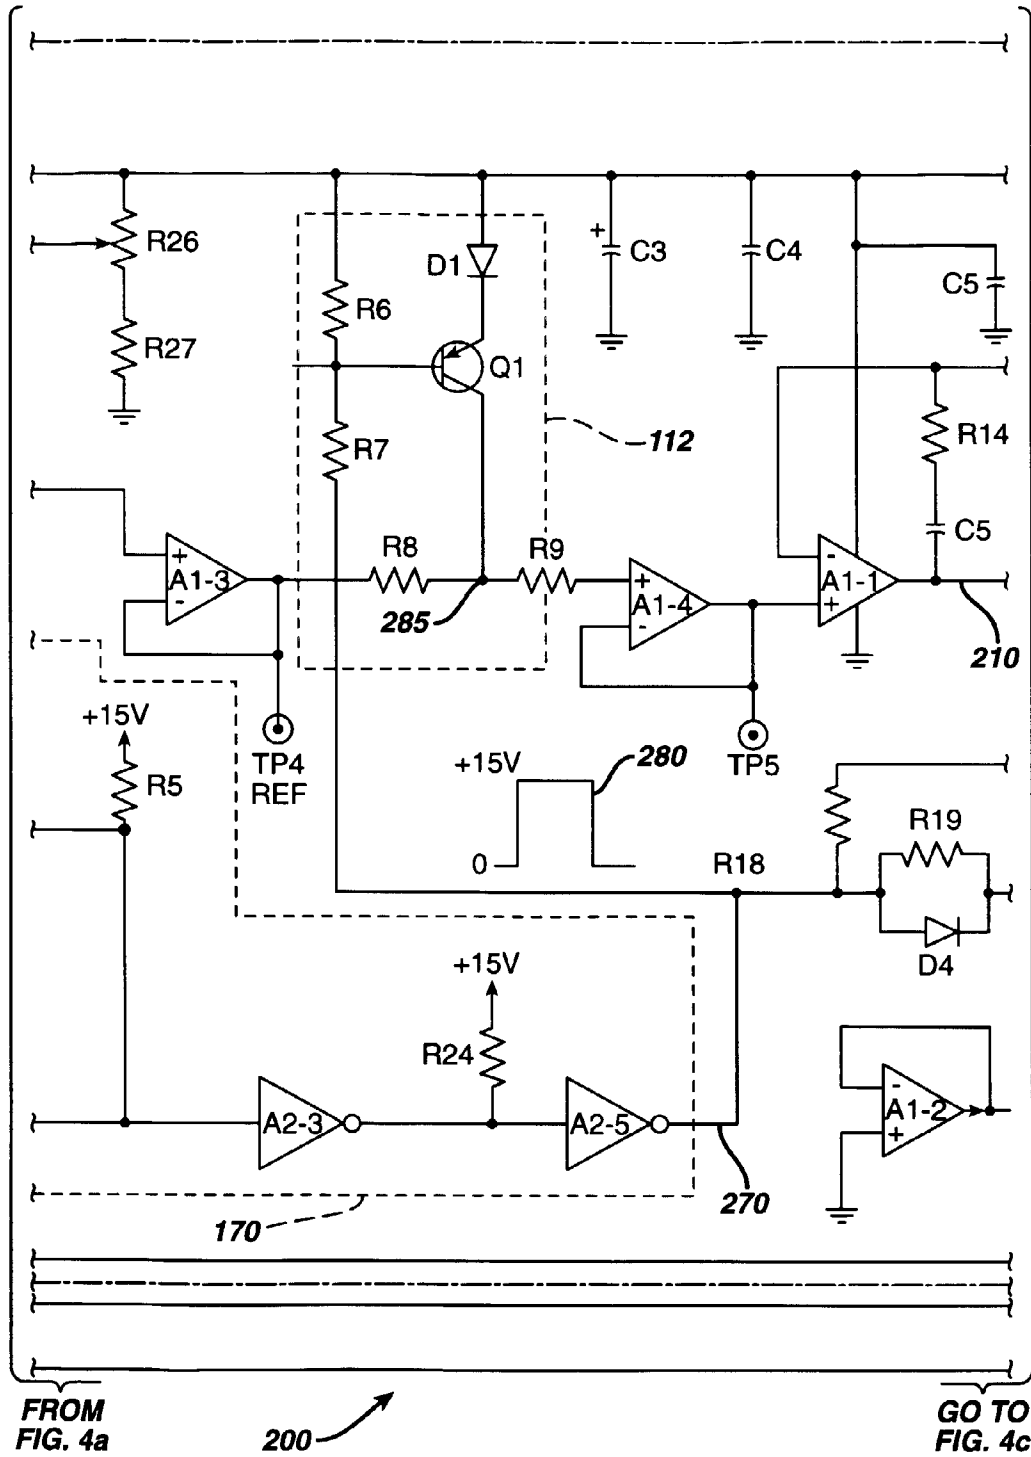 R26
R27
R6
D1
Q1
+
C3
C4
C5
R7
112
R14
C5
+
A1-3
-
R8
R9
285
+
A1-4
-
-
A1-1
+
210
+15V
R5
TP4
REF
+15V
280
0
TP5
R18
R19
D4
+15V
R24
A2-3
A2-5
270
170
-
A1-2
+
FROM
FIG. 4a
200
GO TO
FIG. 4c